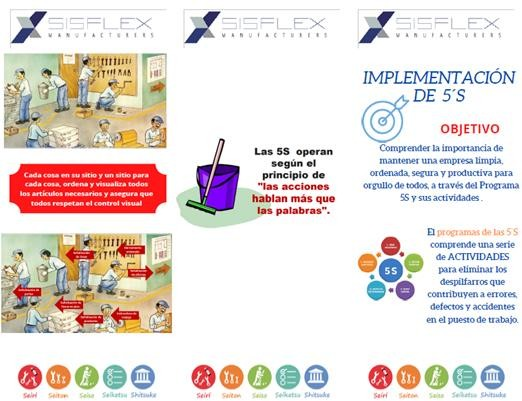 SISFLEX
MANUFACTURERS
Cada cosa en su sitio y un sitio para
cada cosa, ordena y visualiza todos
los artículos necesarios y asegura que
todos respetan el control visual
Seiri
Seiton
Seiso
Seiketsu
Shitsuke
SISFLEX
MANUFACTURERS
Las 5S operan
según el
principio de
"las acciones
hablan más que
las palabras".
Seiri
Seiton
Seiso
Seiketsu
Shitsuke
SISFLEX
MANUFACTURERS
IMPLEMENTACIÓN
DE 5´S
OBJETIVO
Comprender la importancia de
mantener una empresa limpia,
ordenada, segura y productiva para
orgullo de todos, a través del Programa
5S y sus actividades .
El programas de las 5´S
comprende una serie
de ACTIVIDADES
para eliminar los
despilfarros que
contribuyen a errores,
defectos y accidentes
en el puesto de trabajo.
5S
Seiri
Seiton
Seiso
Seiketsu
Shitsuke